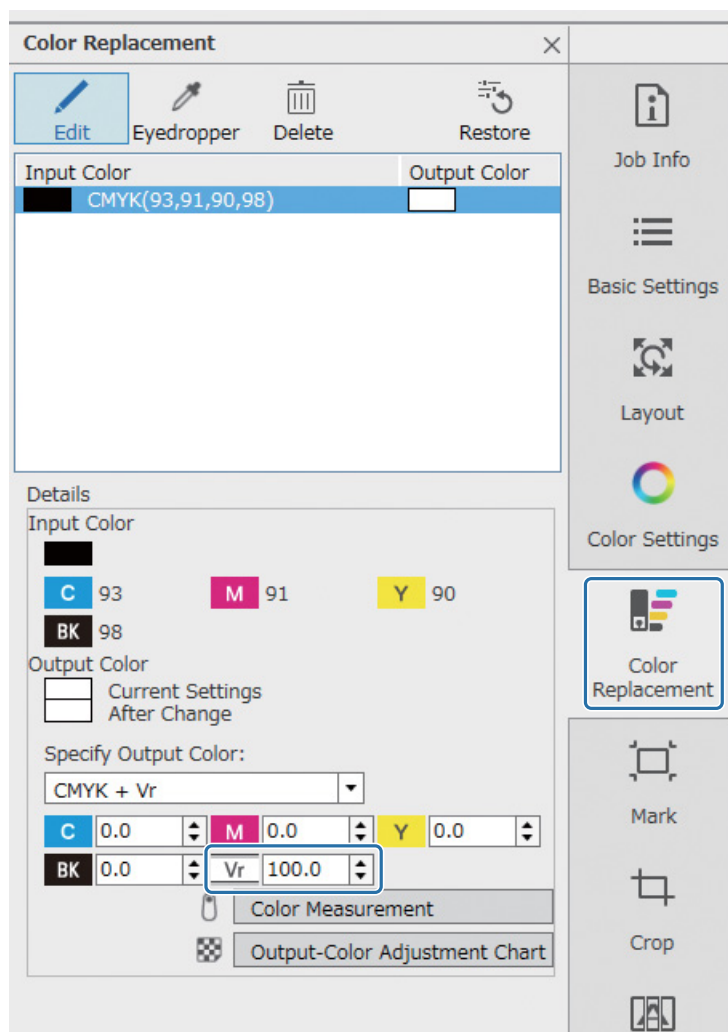 Color Replacement
Edit Eyedropper Delete Restore
Input Color Output Color
CMYK(93,91,90,98)
Details
Input Color
C 93 M 91 Y 90
BK 98
Output Color
Current Settings
After Change
Specify Output Color:
CMYK + Vr
C 0.0 M 0.0 Y 0.0
BK 0.0 Vr 100.0
Color Measurement
Output-Color Adjustment Chart
Job Info
Basic Settings
Layout
Color Settings
Color
Replacement
Mark
Crop